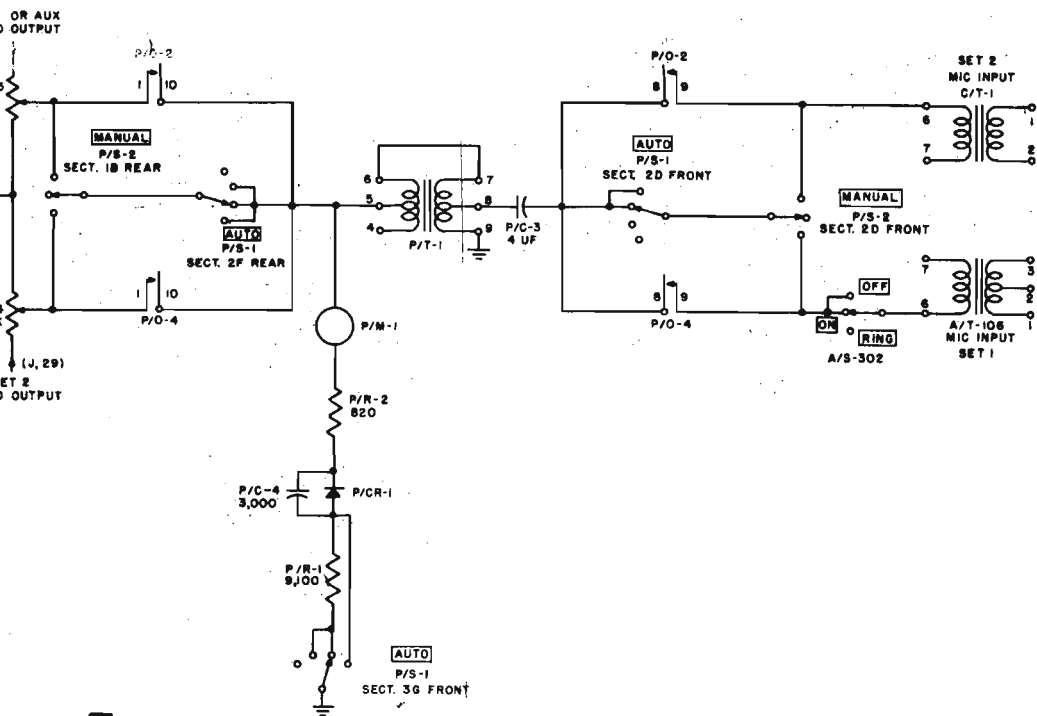 OR AUX
O OUTPUT
P/O-2
1 10
MANUAL
P/S-2
SECT. 1B REAR
AUTO
P/S-1
SECT. 2F REAR
1 10
P/O-4
(J, 29)
ET 2
O OUTPUT
6 7
5 8
4 9
P/T-1
P/C-3
4 UF
P/M-1
P/R-2
820
P/C-4
3,000
P/CR-1
P/R-1
9,100
AUTO
P/S-1
SECT. 3G FRONT
P/O-2
8 9
AUTO
P/S-1
SECT. 2D FRONT
MANUAL
P/S-2
SECT. 2D FRONT
8 9
P/O-4
SET 2
MIC INPUT
C/T-1
6 1
7 2
7 3
2
6 1
OFF
ON
RING
A/S-302
A/T-106
MIC INPUT
SET 1